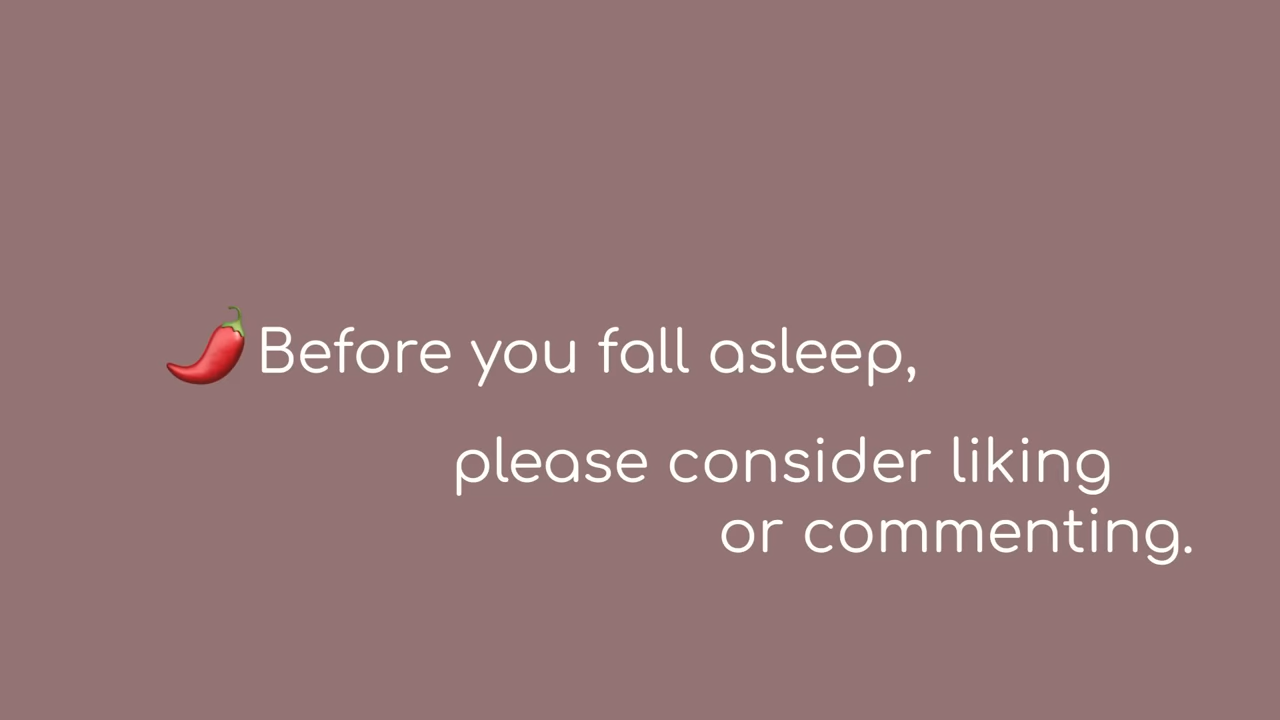 🌶️Before you fall asleep,
please consider liking
or commenting.